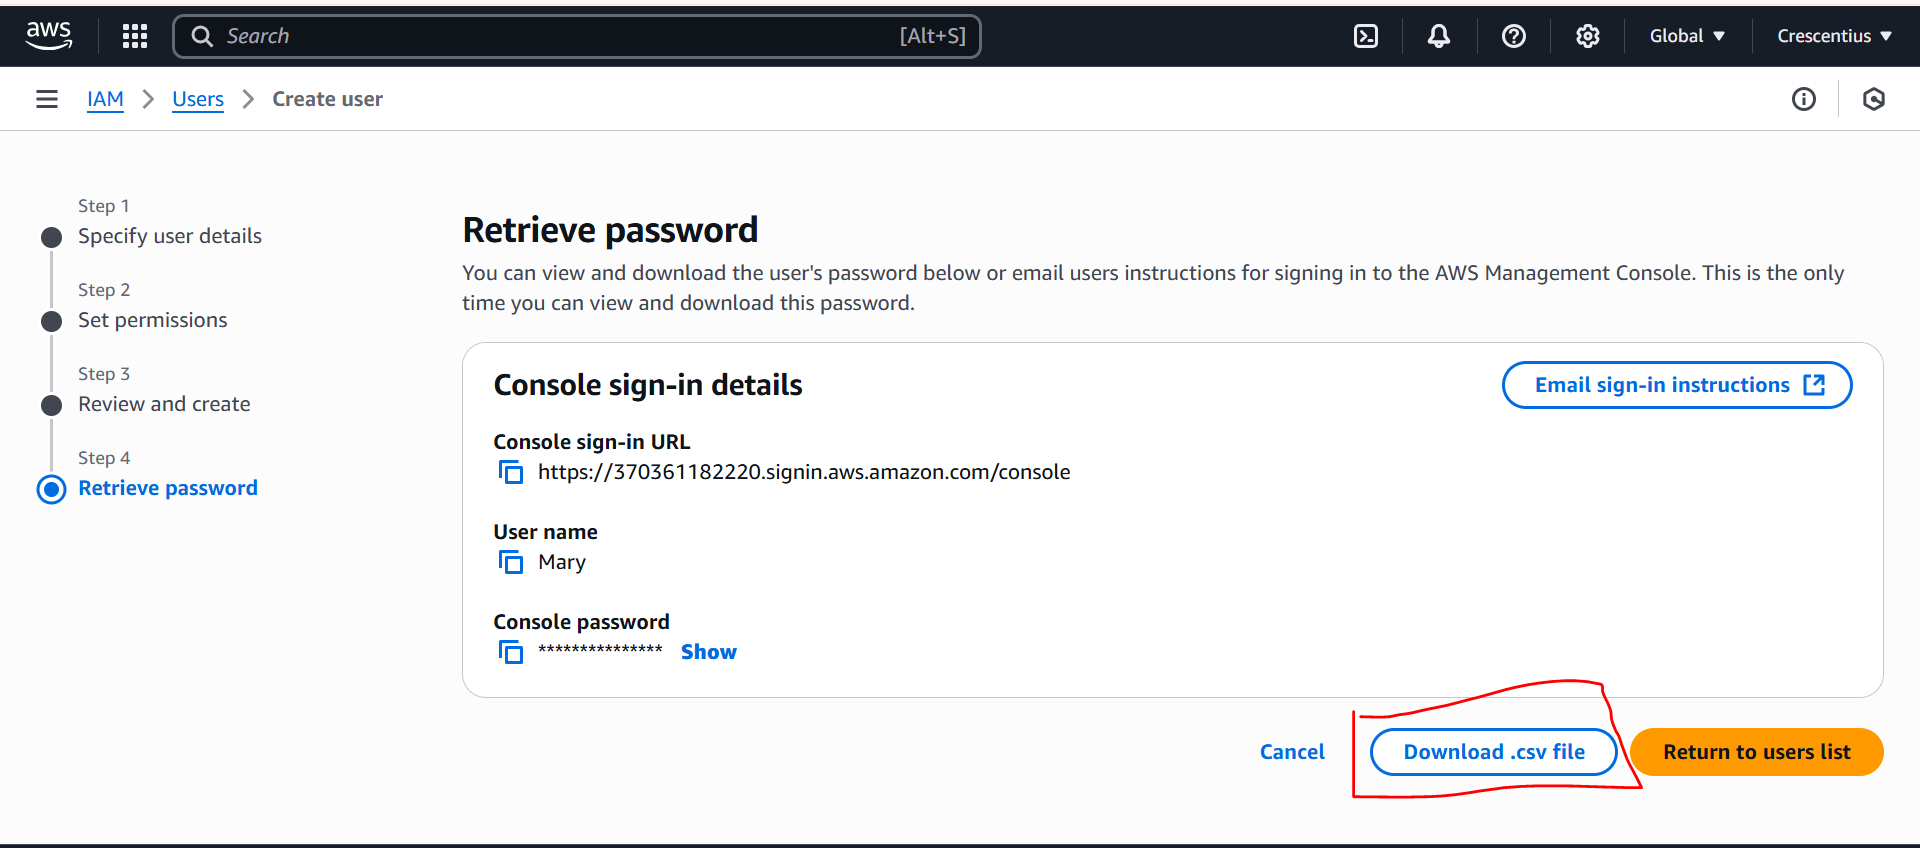 aws
Search [Alt+S]
Global
Crescentius
IAM > Users > Create user
Step 1
Specify user details
Step 2
Set permissions
Step 3
Review and create
Step 4
Retrieve password
Retrieve password
You can view and download the user's password below or email users instructions for signing in to the AWS Management Console. This is the only
time you can view and download this password.
Console sign-in details
Email sign-in instructions
Console sign-in URL
https://370361182220.signin.aws.amazon.com/console
User name
Mary
Console password
*************** Show
Cancel
Download .csv file
Return to users list